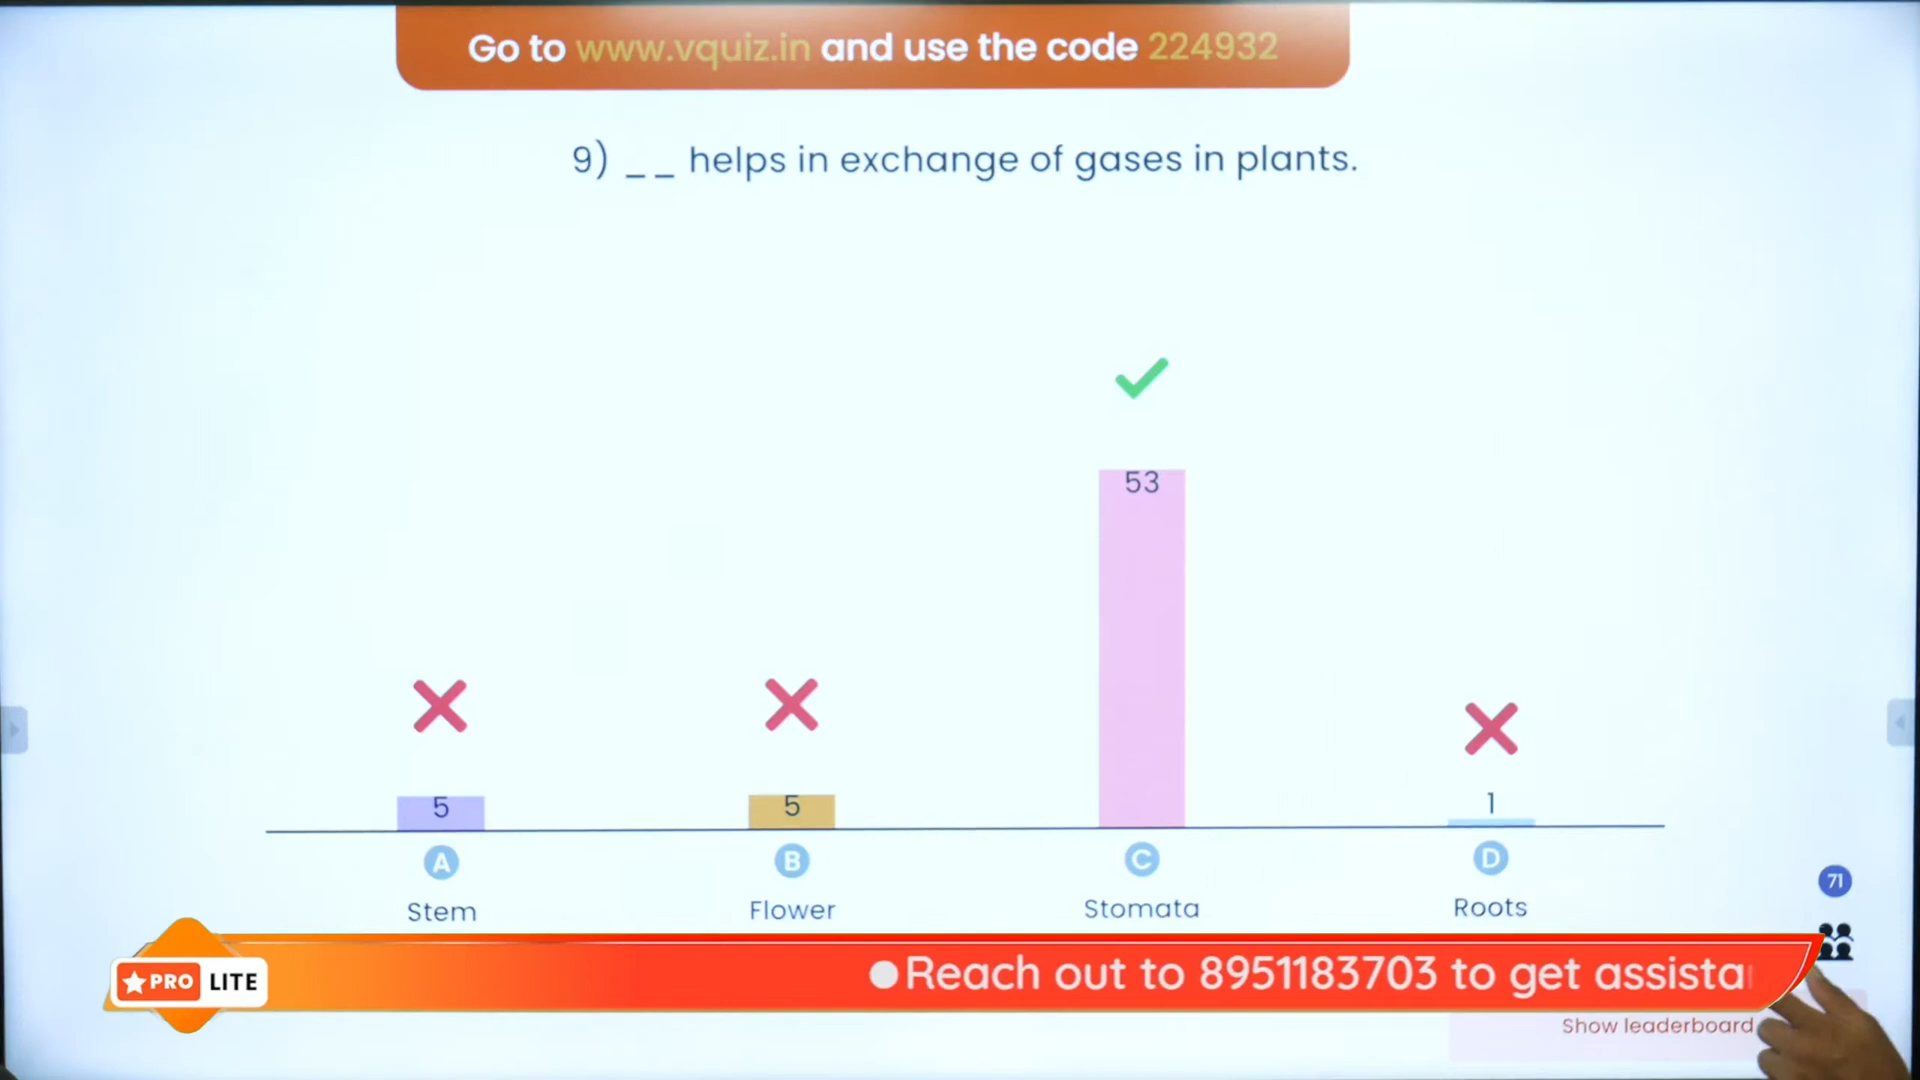 Go to www.vquiz.in and use the code 224932
9) _ _ helps in exchange of gases in plants.
53
5
5
1
A
B
C
D
Stem
Flower
Stomata
Roots
71
PRO LITE
Reach out to 8951183703 to get assista
Show leaderboard